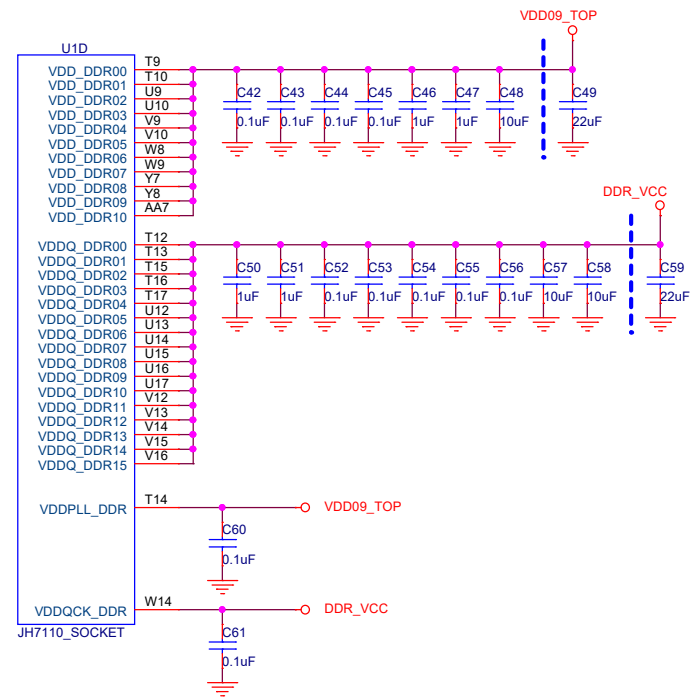 VDD09_TOP
U1D
VDD_DDR00 T9
VDD_DDR01 T10
VDD_DDR02 U9
VDD_DDR03 U10
VDD_DDR04 V9
VDD_DDR05 V10
VDD_DDR06 W8
VDD_DDR07 W9
VDD_DDR08 Y7
VDD_DDR09 Y8
VDD_DDR10 AA7
C42 C43 C44 C45 C46 C47 C48 C49
0.1uF 0.1uF 0.1uF 0.1uF 1uF 1uF 10uF 22uF
DDR_VCC
VDDQ_DDR00 T12
VDDQ_DDR01 T13
VDDQ_DDR02 T15
VDDQ_DDR03 T16
VDDQ_DDR04 T17
VDDQ_DDR05 U12
VDDQ_DDR06 U13
VDDQ_DDR07 U14
VDDQ_DDR08 U15
VDDQ_DDR09 U16
VDDQ_DDR10 U17
VDDQ_DDR11 V12
VDDQ_DDR12 V13
VDDQ_DDR13 V14
VDDQ_DDR14 V15
VDDQ_DDR15 V16
C50 C51 C52 C53 C54 C55 C56 C57 C58 C59
1uF 1uF 0.1uF 0.1uF 0.1uF 0.1uF 0.1uF 10uF 10uF 22uF
VDDPLL_DDR T14 VDD09_TOP
C60
0.1uF
VDDQCK_DDR W14 DDR_VCC
JH7110_SOCKET
C61
0.1uF